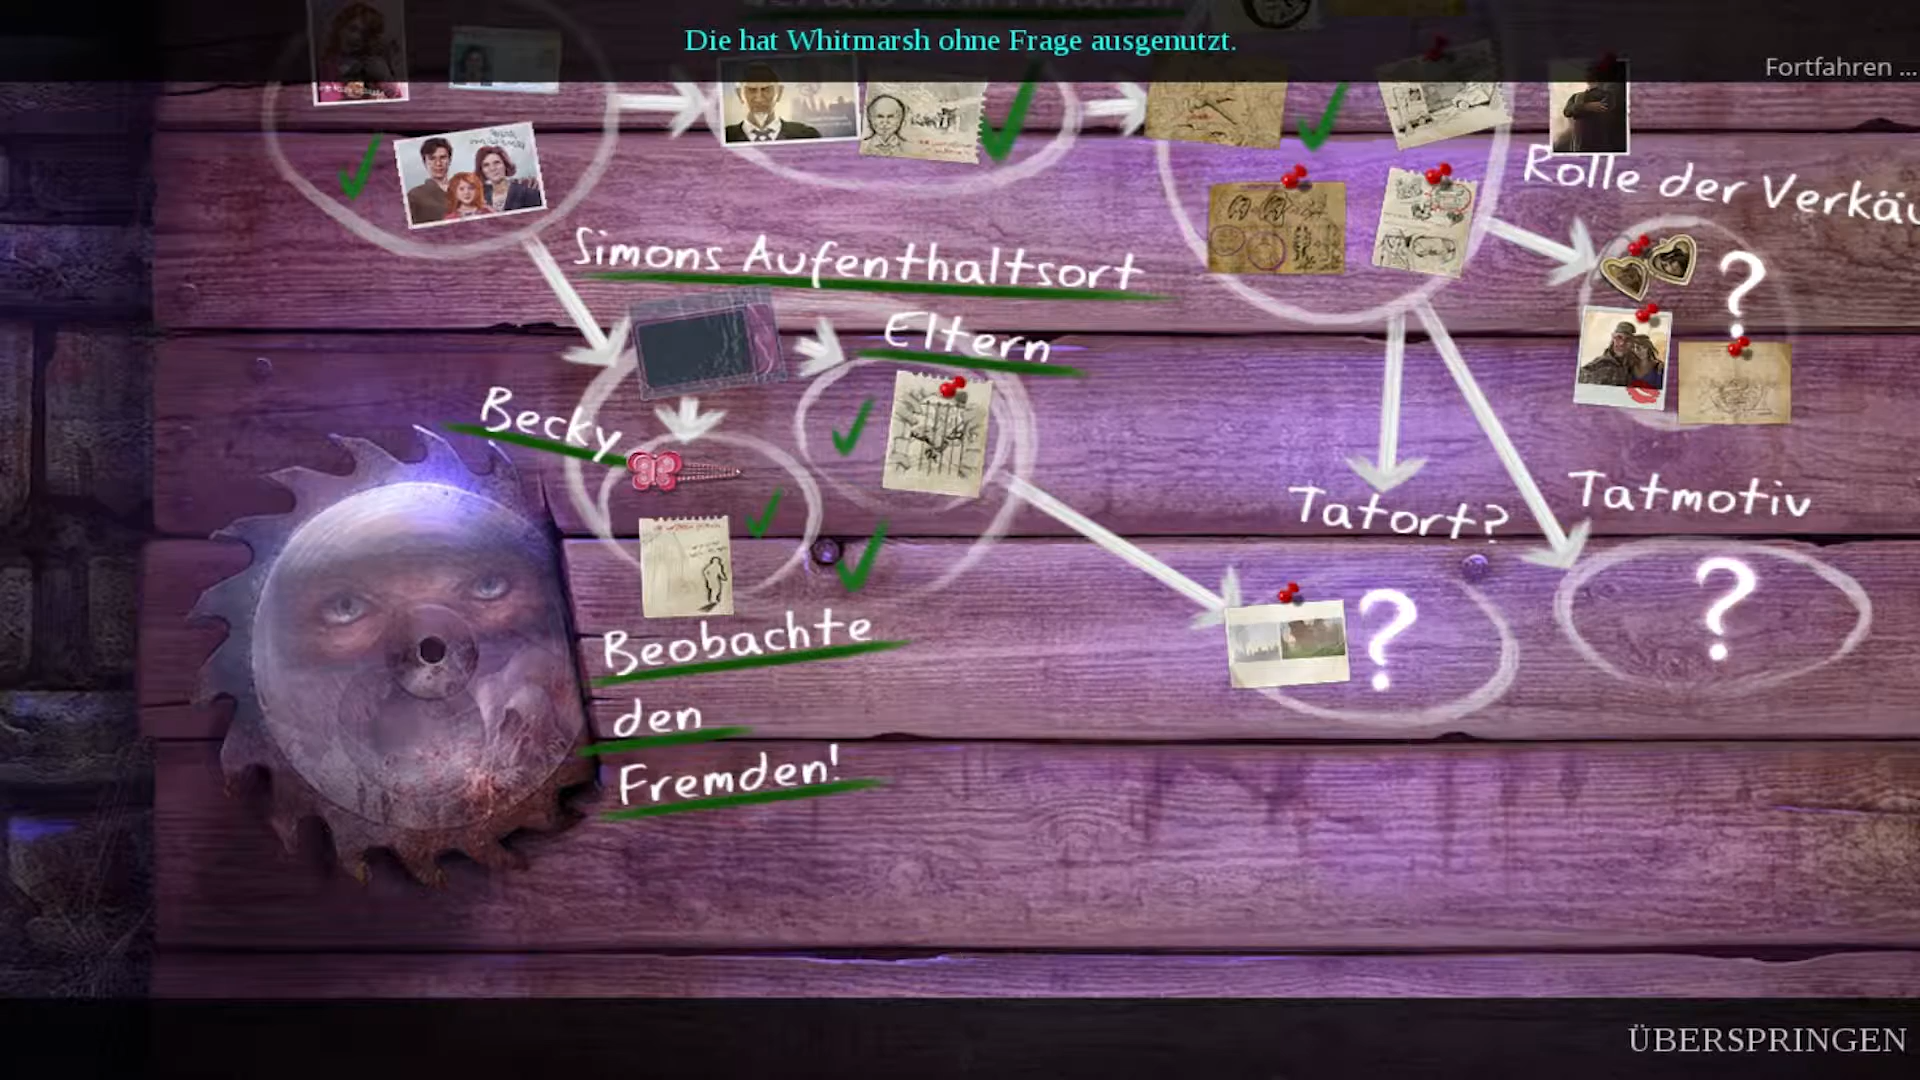 Die hat Whitmarsh ohne Frage ausgenutzt.
Fortfahren ...
Rolle der Verkäu
Simons Aufenthaltsort
Eltern
Becky
Tatort?
Tatmotiv
?
?
?
Beobachte
den
Fremden!
ÜBERSPRINGEN